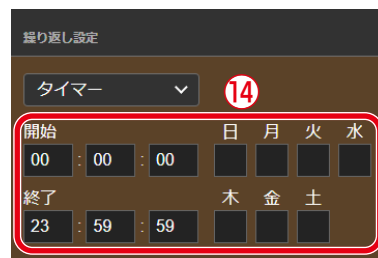 繰り返し設定
タイマー
⑭
開始 日 月 火 水
00 : 00 : 00
終了 木 金 土
23 : 59 : 59